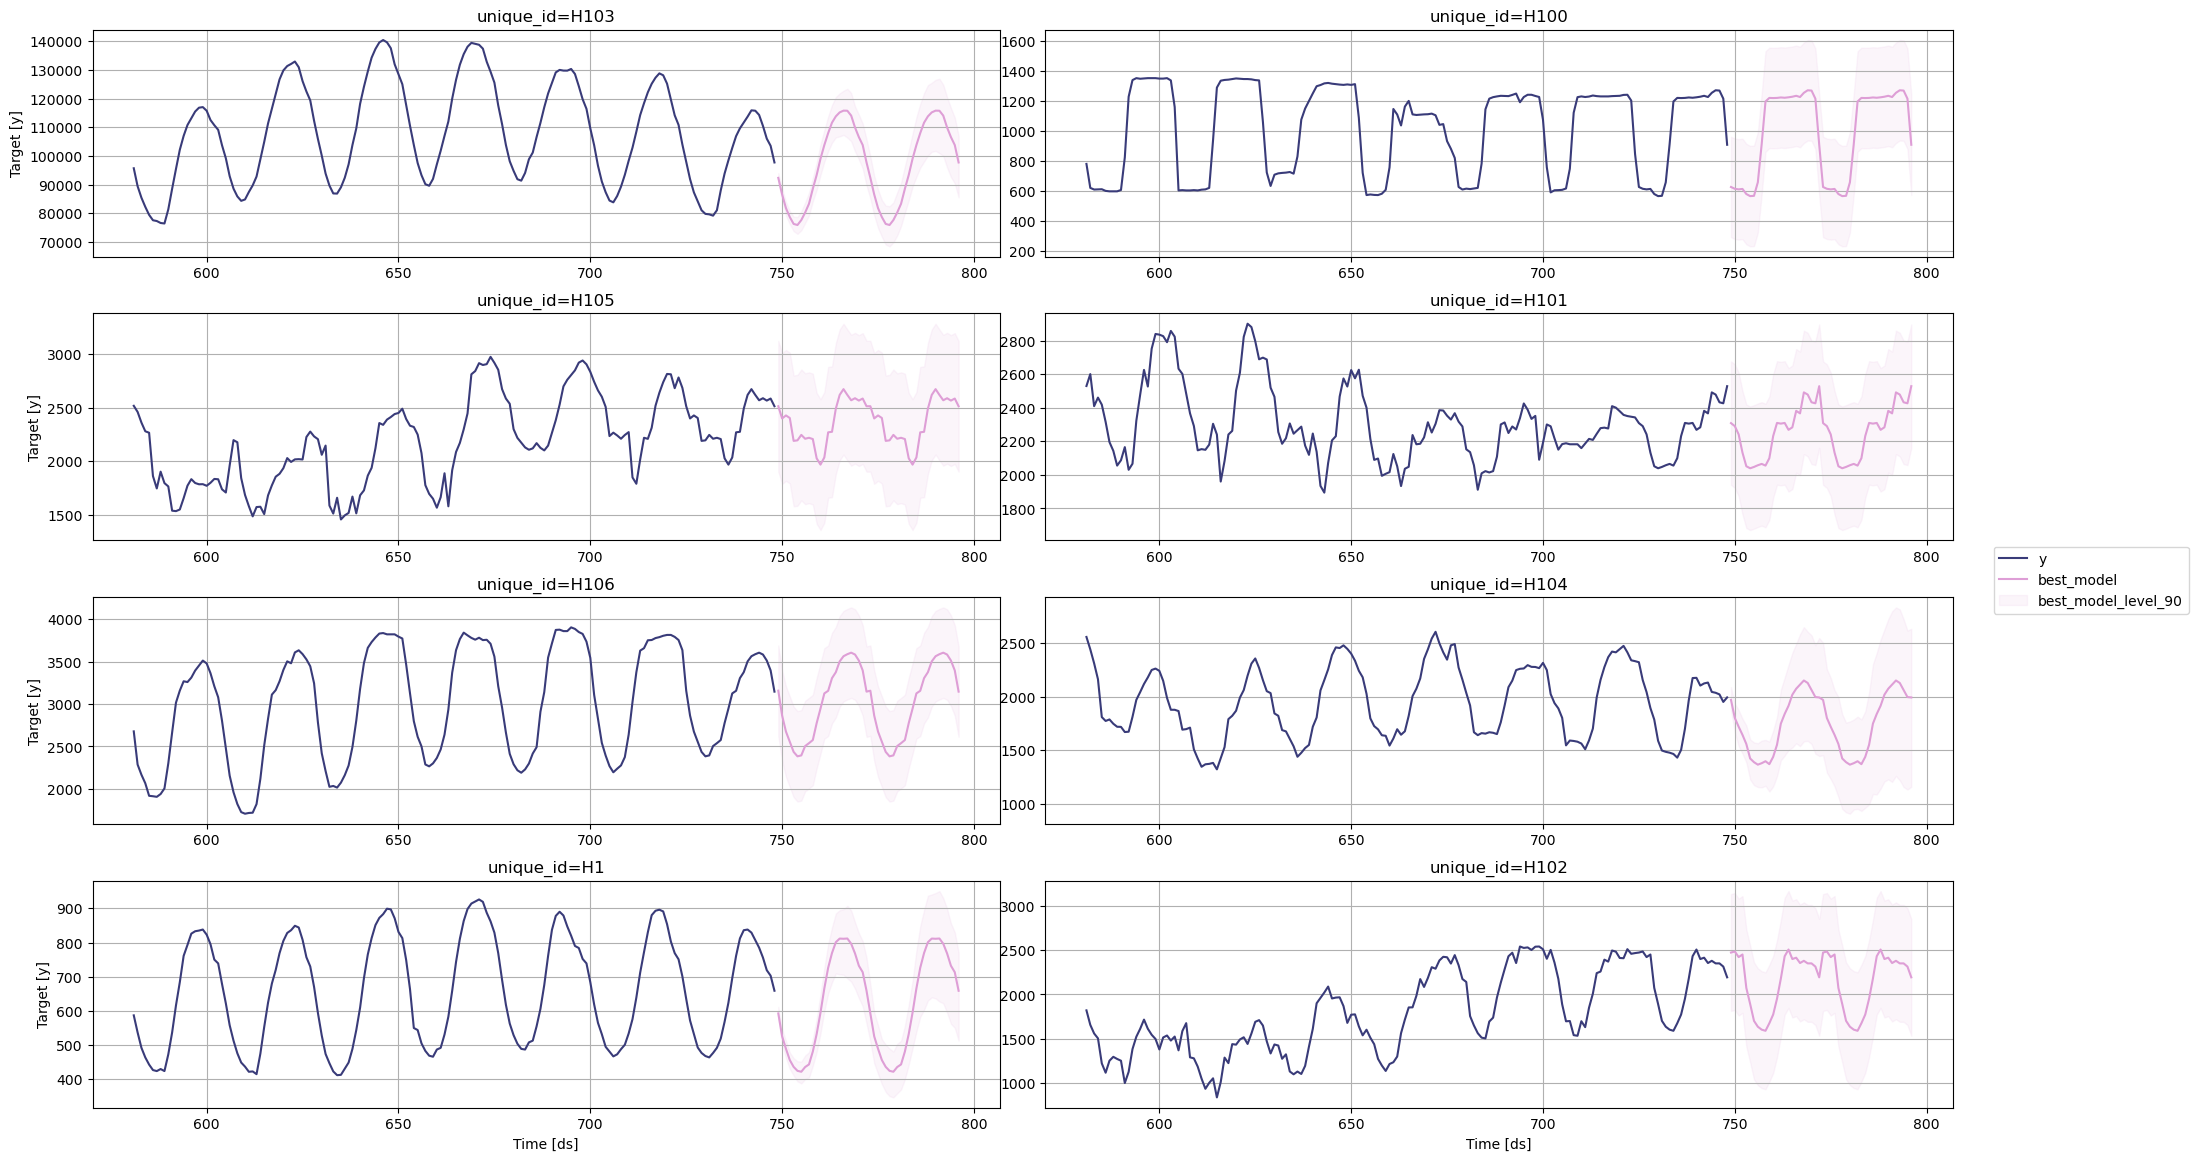 unique_id=H103
Target [y]
140000
130000
120000
110000
100000
90000
80000
70000
600 650 700 750 800
unique_id=H100
1600
1400
1200
1000
800
600
400
200
600 650 700 750 800
unique_id=H105
Target [y]
3000
2500
2000
1500
600 650 700 750 800
unique_id=H101
2800
2600
2400
2200
2000
1800
600 650 700 750 800
unique_id=H106
Target [y]
4000
3500
3000
2500
2000
600 650 700 750 800
unique_id=H104
2500
2000
1500
1000
600 650 700 750 800
unique_id=H1
Target [y]
900
800
700
600
500
400
600 650 700 750 800
Time [ds]
unique_id=H102
3000
2500
2000
1500
1000
600 650 700 750 800
Time [ds]
y
best_model
best_model_level_90